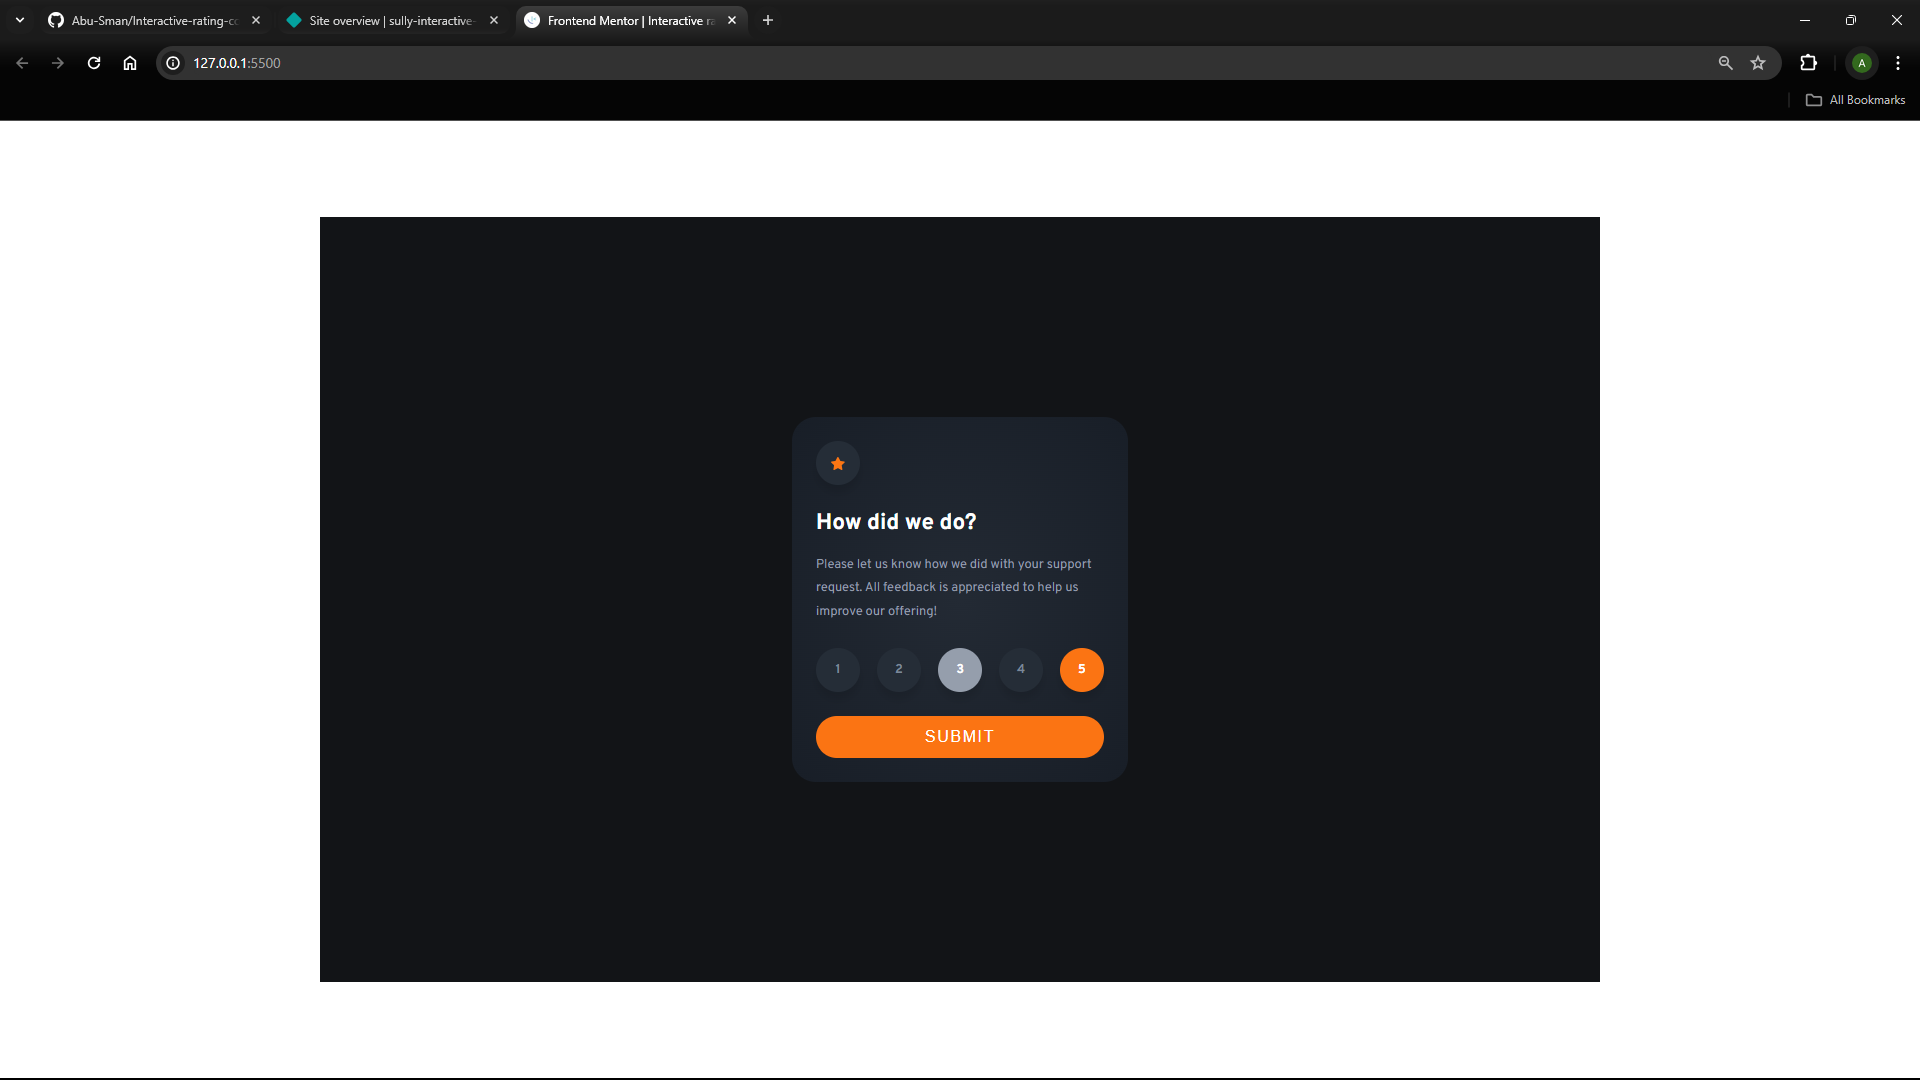 Abu-Sman/Interactive-rating-co
Site overview | sully-interactive-
Frontend Mentor | Interactive ra
127.0.0.1:5500
A
All Bookmarks
How did we do?
Please let us know how we did with your support
request. All feedback is appreciated to help us
improve our offering!
1 2 3 4 5
SUBMIT